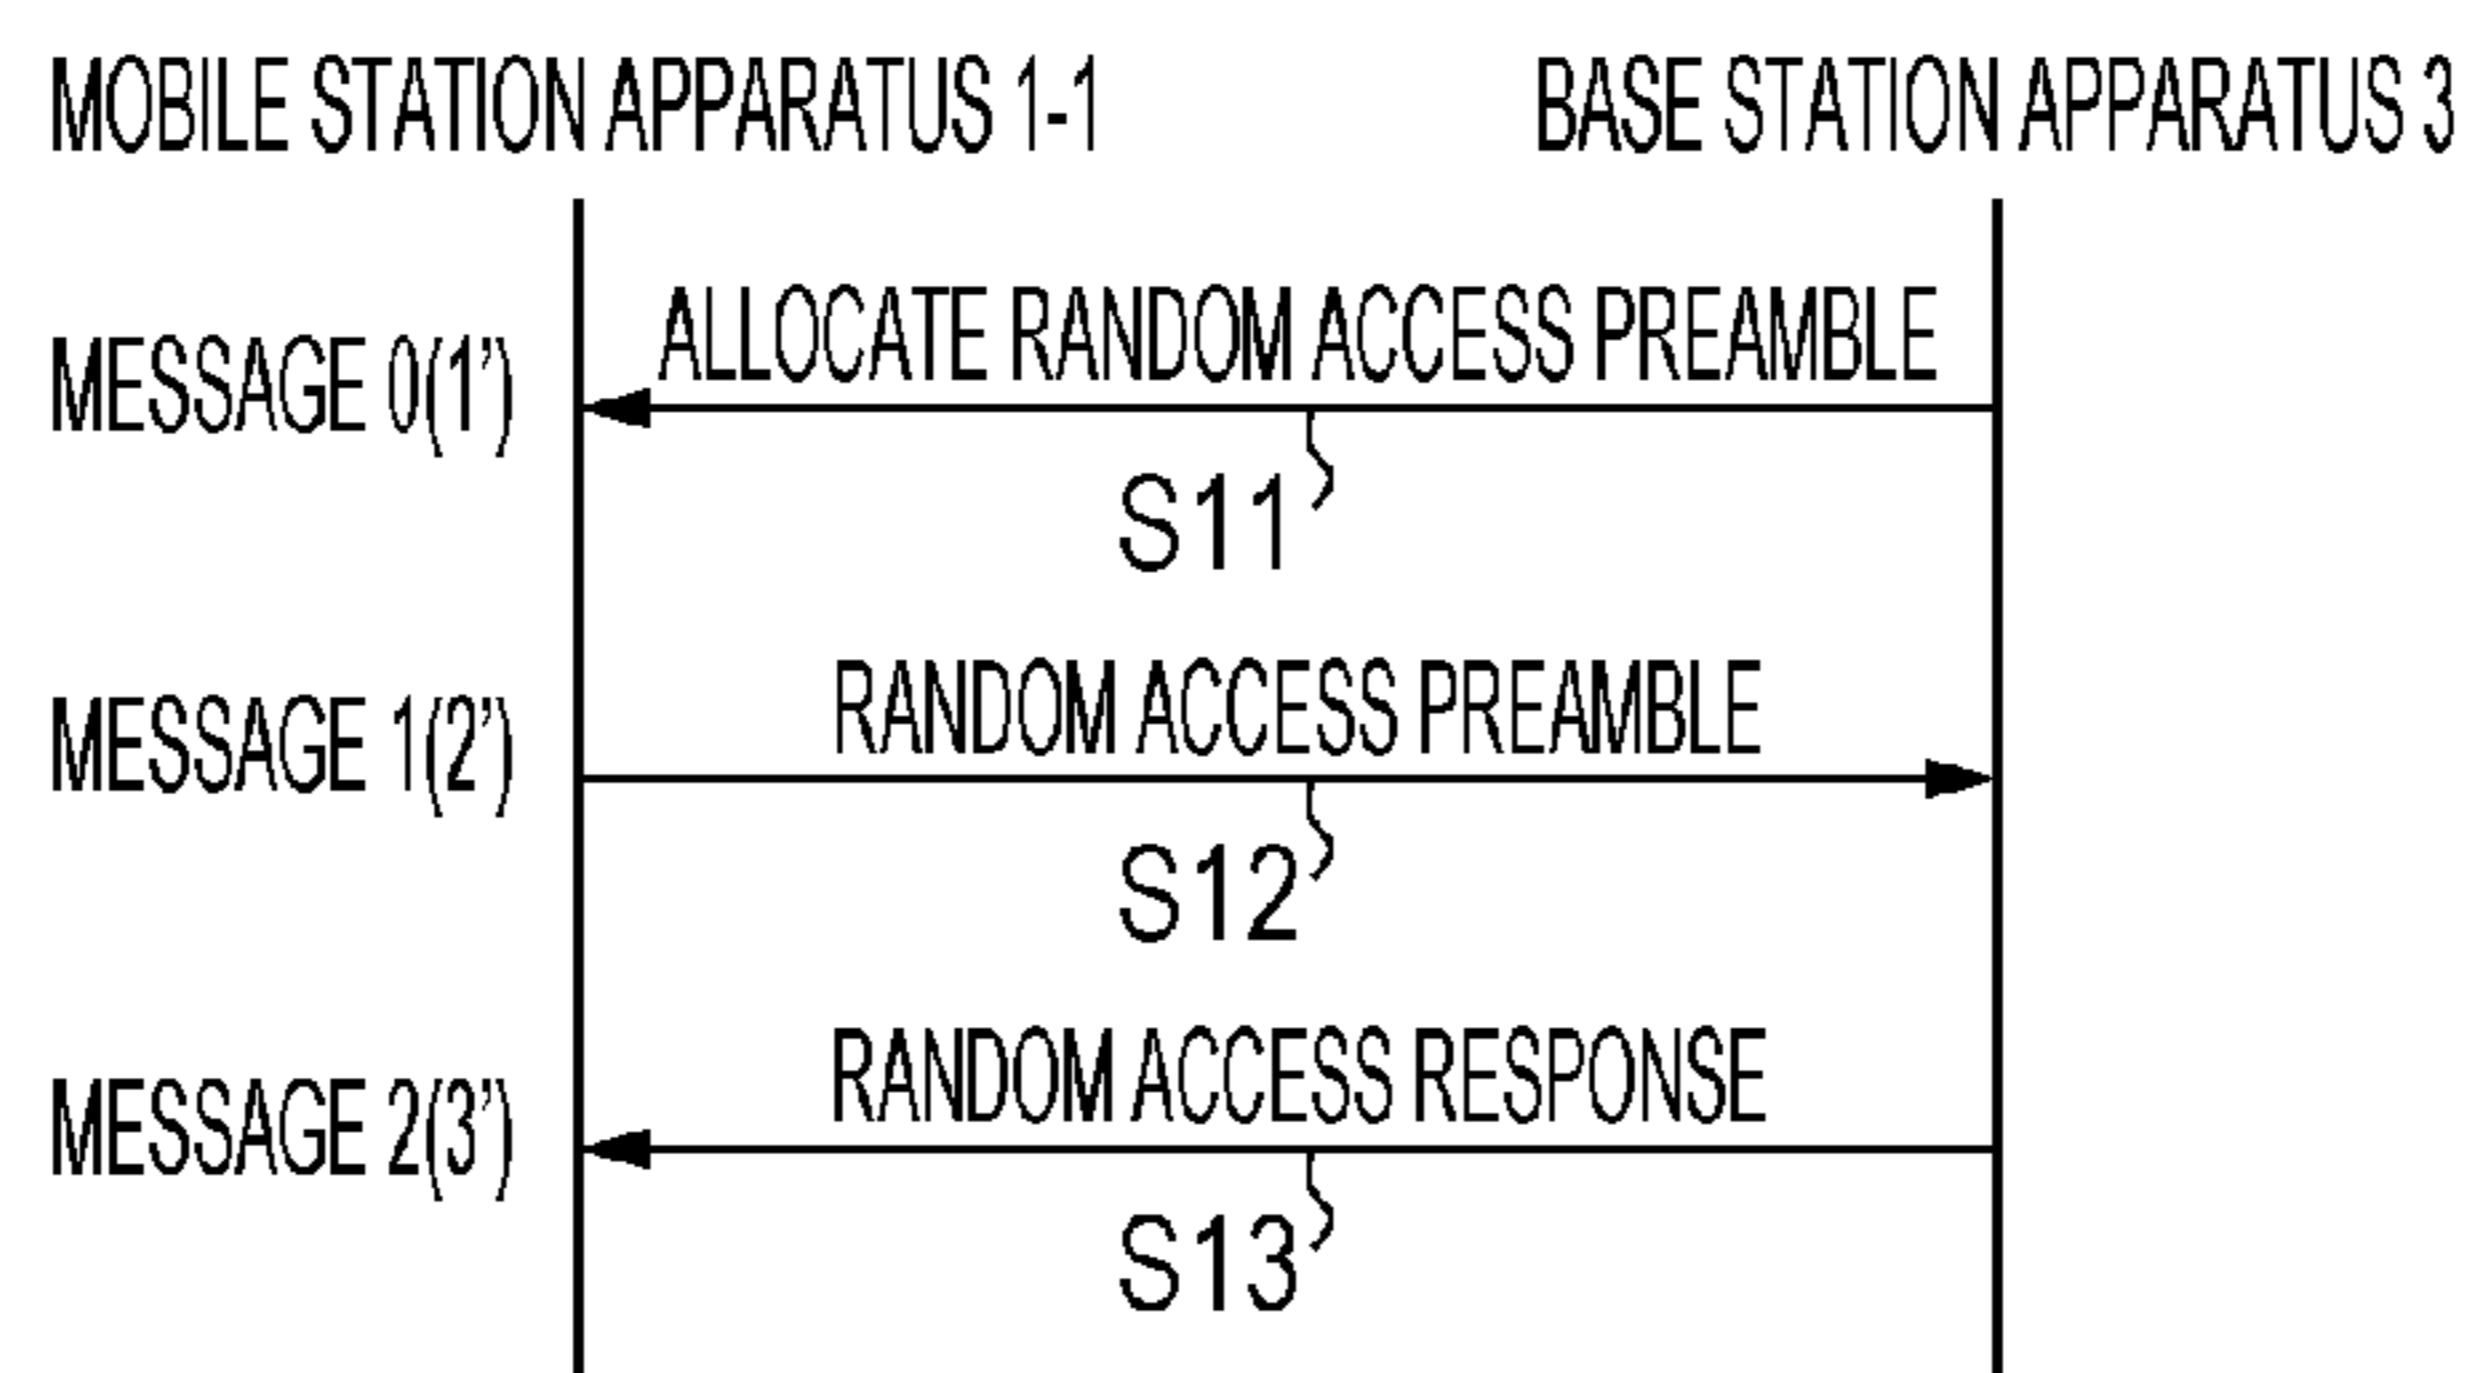 MOBILE STATION APPARATUS 1-1
BASE STATION APPARATUS 3
ALLOCATE RANDOM ACCESS PREAMBLE
MESSAGE 0(1’)
S11
RANDOM ACCESS PREAMBLE
MESSAGE 1(2’)
S12
RANDOM ACCESS RESPONSE
MESSAGE 2(3’)
S13